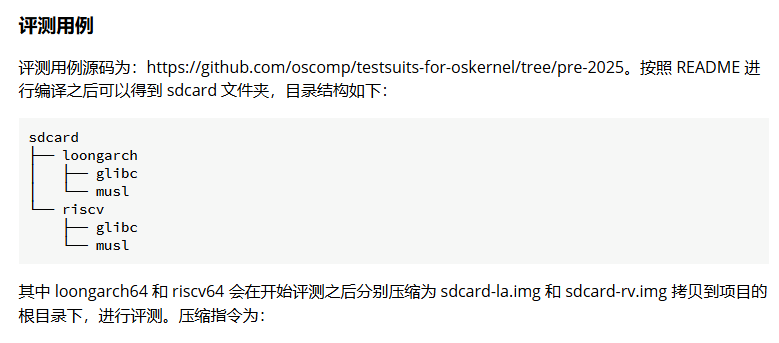 评测用例
评测用例源码为：https://github.com/oscomp/testsuits-for-oskernel/tree/pre-2025。按照 README 进
行编译之后可以得到 sdcard 文件夹，目录结构如下：
sdcard
├── loongarch
│   ├── glibc
│   └── musl
└── riscv
    ├── glibc
    └── musl
其中 loongarch64 和 riscv64 会在开始评测之后分别压缩为 sdcard-la.img 和 sdcard-rv.img 拷贝到项目的
根目录下，进行评测。压缩指令为：